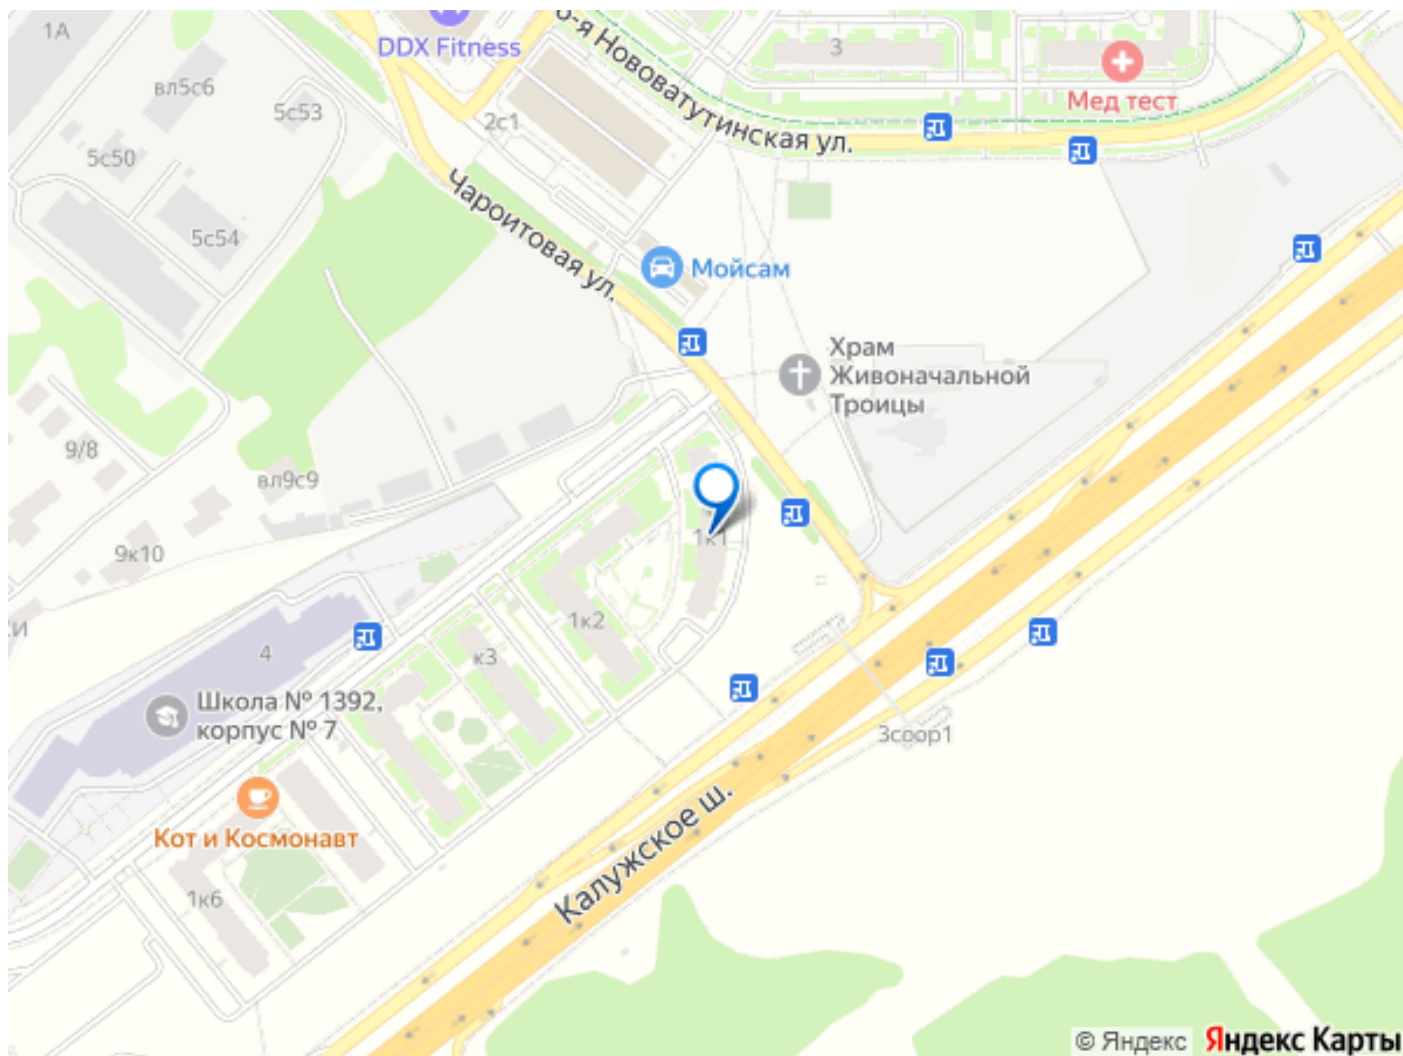 1А
DDX Fitness
вл5с6
5с53
2с1
5с50
5с54
6-я Нововатутинская ул.
3
Мед тест
Чароитовая ул.
Мойсам
Храм
Живоначальной
Троицы
9/8
вл9с9
9к10
1к1
1к2
к3
КИ
4
Школа № 1392,
корпус № 7
3соор1
Кот и Космонавт
1к6
Калужское ш.
© Яндекс Яндекс Карты